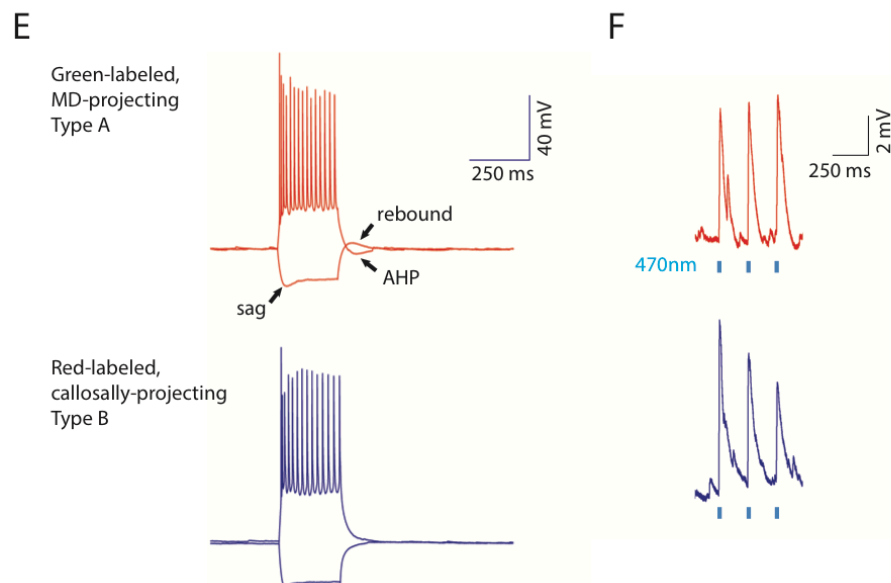 E
Green-labeled,
MD-projecting
Type A
40 mV
250 ms
rebound
AHP
sag
Red-labeled,
callosally-projecting
Type B
F
2 mV
250 ms
470nm